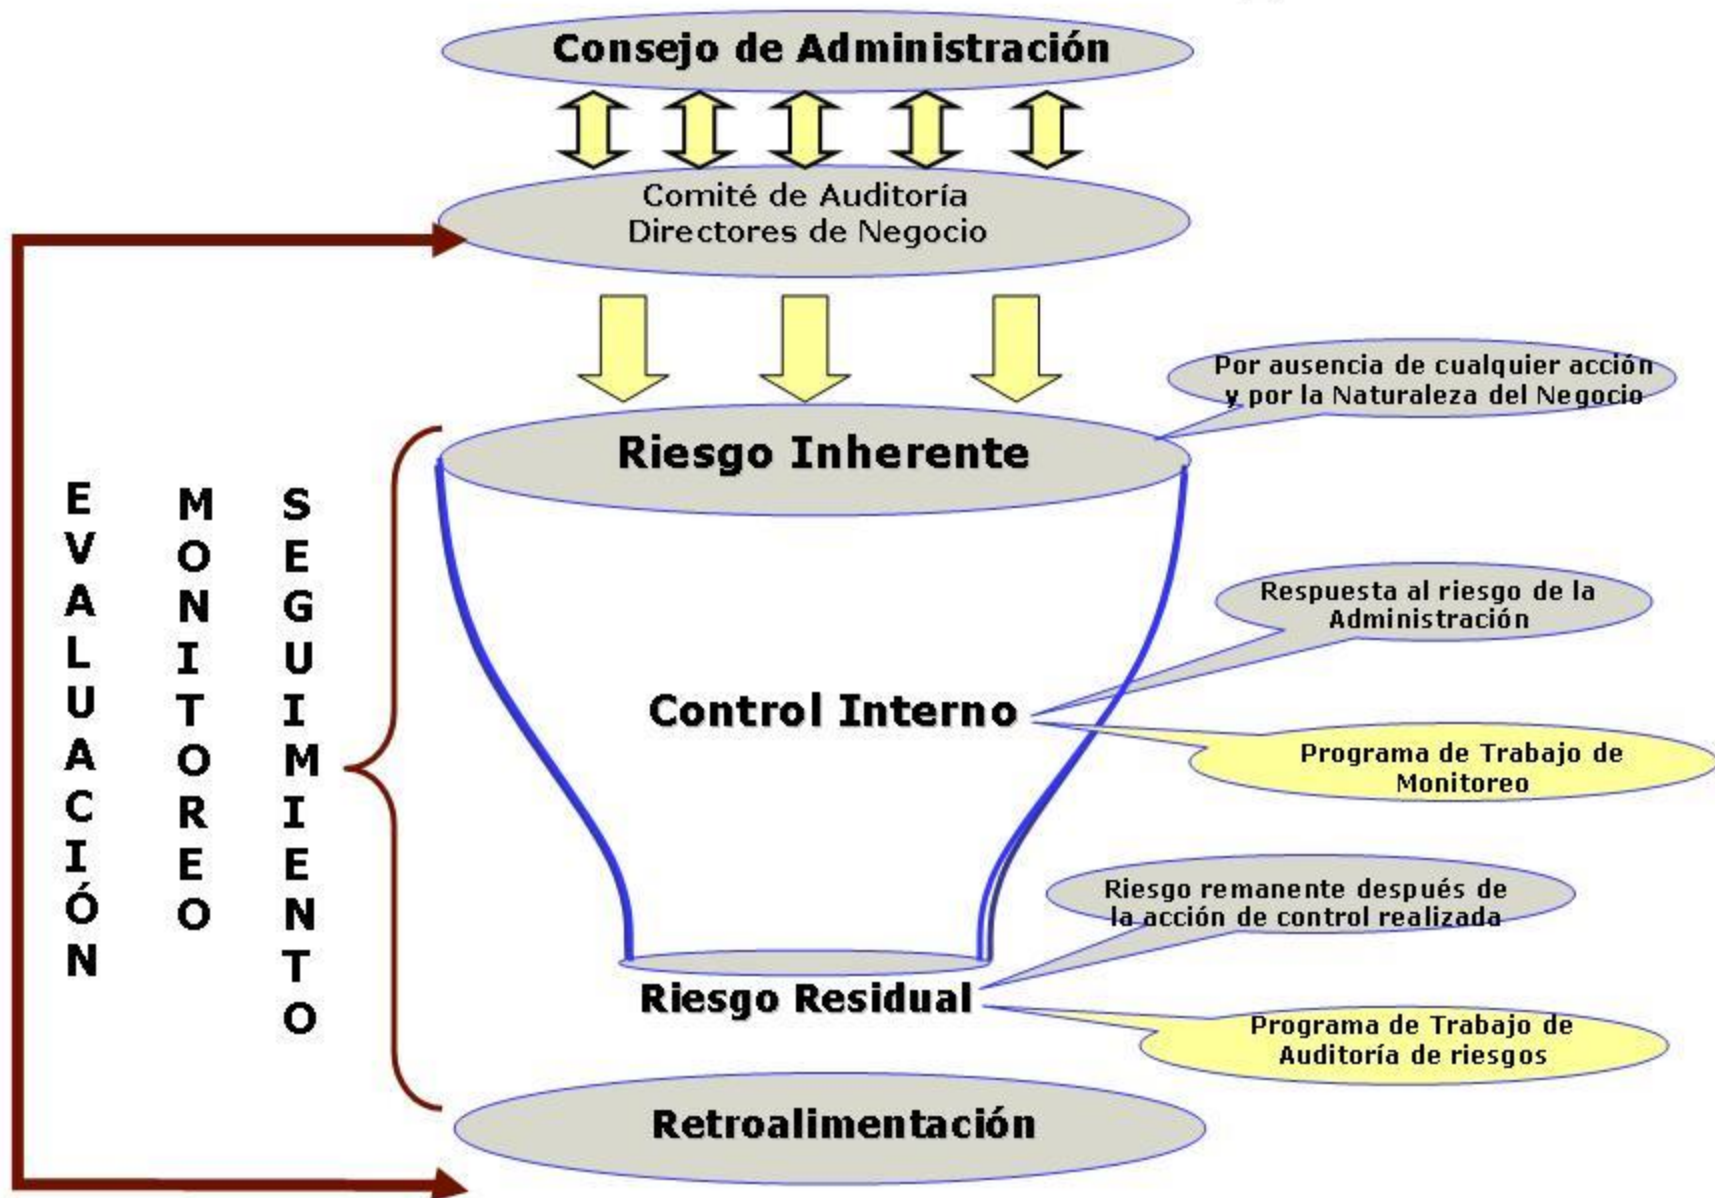 Consejo de Administración
Comité de Auditoría
Directores de Negocio
Por ausencia de cualquier acción
y por la Naturaleza del Negocio
Riesgo Inherente
EVALUACIÓN
MONITOREO
SEGUIMIENTO
Respuesta al riesgo de la
Administración
Control Interno
Programa de Trabajo de
Monitoreo
Riesgo remanente después de
la acción de control realizada
Riesgo Residual
Programa de Trabajo de
Auditoría de riesgos
Retroalimentación